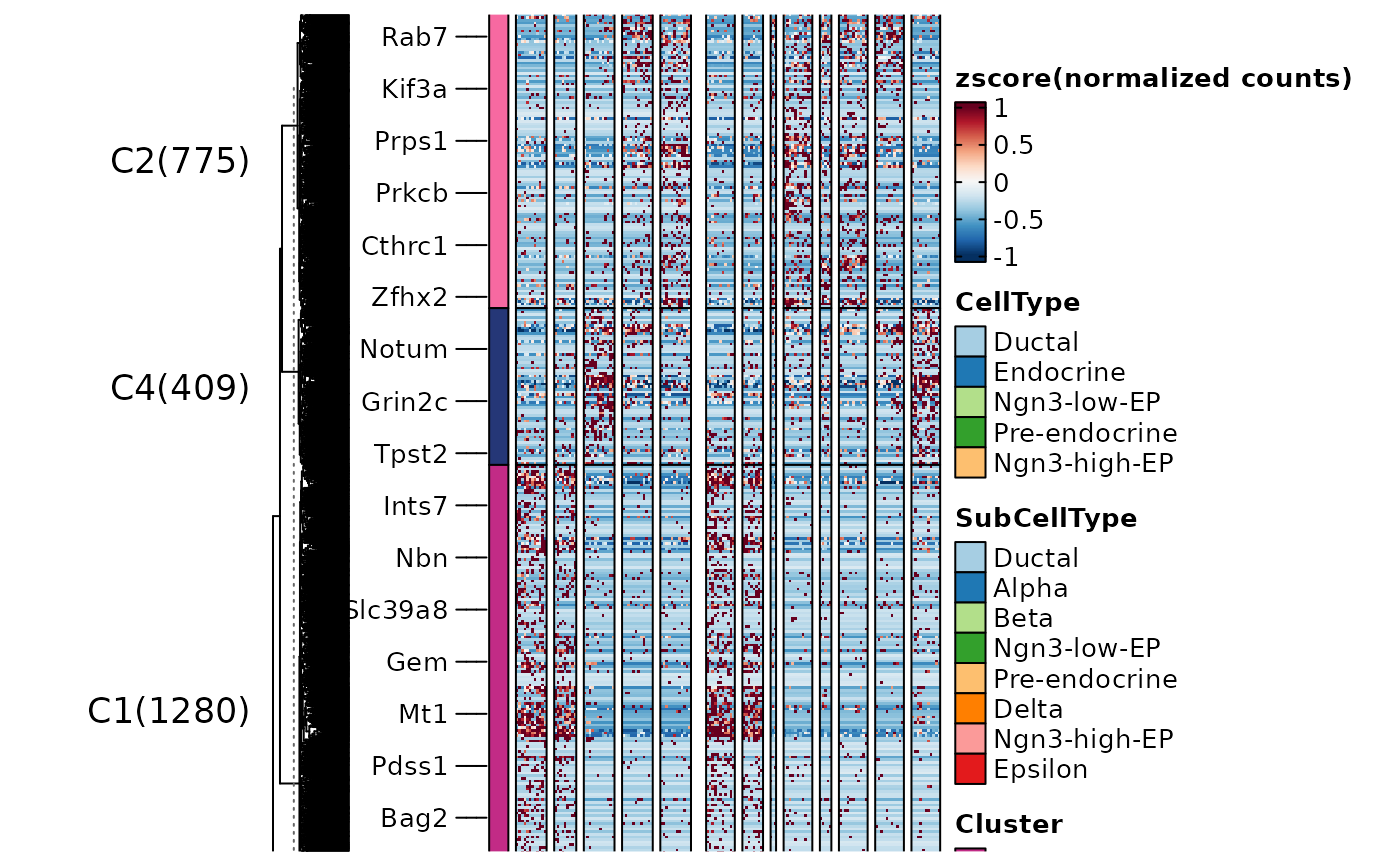 C2(775)
C4(409)
C1(1280)
Rab7
Kif3a
Prps1
Prkcb
Cthrc1
Zfhx2
Notum
Grin2c
Tpst2
Ints7
Nbn
Slc39a8
Gem
Mt1
Pdss1
Bag2
zscore(normalized counts)
1
0.5
0
-0.5
-1
CellType
Ductal
Endocrine
Ngn3-low-EP
Pre-endocrine
Ngn3-high-EP
SubCellType
Ductal
Alpha
Beta
Ngn3-low-EP
Pre-endocrine
Delta
Ngn3-high-EP
Epsilon
Cluster